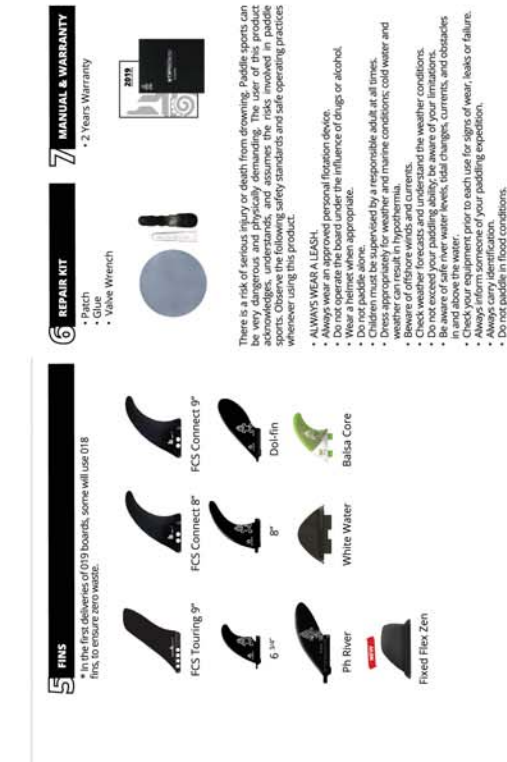 5 FINS
* In the first deliveries of 019 boards, some will use 018
fins, to ensure zero waste.
FCS Touring 9"
FCS Connect 8"
FCS Connect 9"
6 3/4"
8"
Dol-fin
Ph River
White Water
Balsa Core
NEW
Fixed Flex Zen
6 REPAIR KIT
• Patch
Glue
• Valve Wrench
7 MANUAL & WARRANTY
• 2 Years Warranty
2019
There is a risk of serious injury or death from drowning. Paddle sports can
be very dangerous and physically demanding. The user of this product
acknowledges, understands, and assumes the risks involved in paddle
sports. Observe the following safety standards and safe operating practices
whenever using this product.
• ALWAYS WEAR A LEASH.
• Always wear an approved personal flotation device.
• Do not operate the board under the influence of drugs or alcohol.
• Wear a helmet when appropriate.
• Do not paddle alone.
• Children must be supervised by a responsible adult at all times.
• Dress appropriately for weather and marine conditions; cold water and
weather can result in hypothermia.
• Beware of offshore winds and currents.
• Check weather forecasts and understand the weather conditions.
• Do not exceed your paddling ability; be aware of your limitations.
• Be aware of safe river water levels, tidal changes, currents, and obstacles
in and above the water.
• Check your equipment prior to each use for signs of wear, leaks or failure.
• Always inform someone of your paddling expedition.
• Always carry identification.
• Do not paddle in flood conditions.